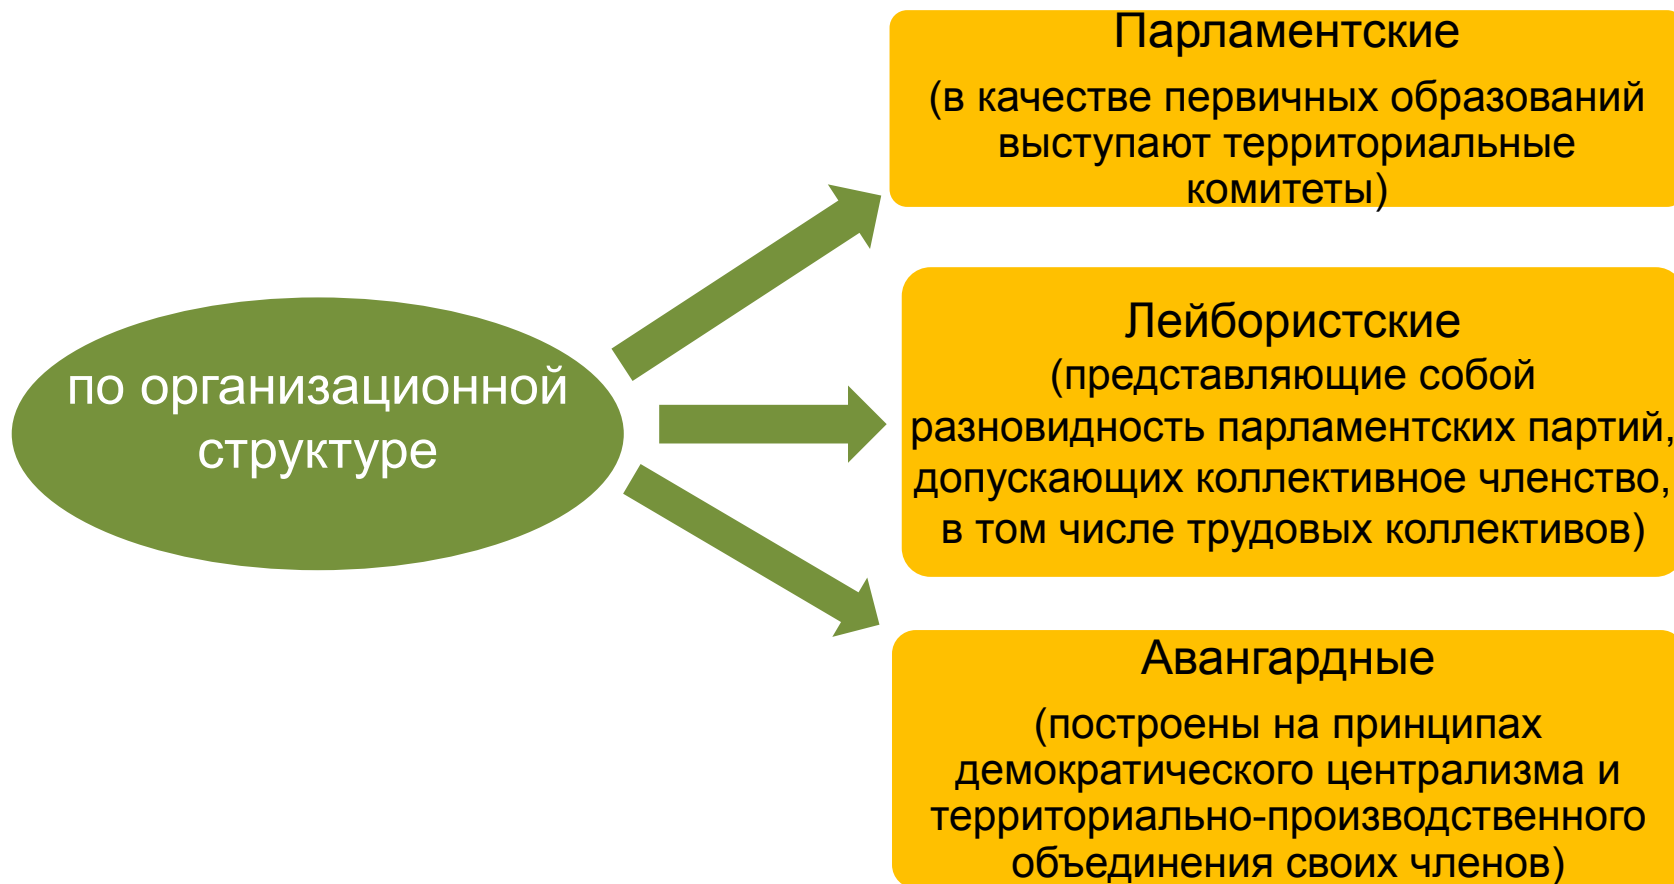 по организационной
структуре
Парламентские
(в качестве первичных образований
выступают территориальные
комитеты)
Лейбористские
(представляющие собой
разновидность парламентских партий,
допускающих коллективное членство,
в том числе трудовых коллективов)
Авангардные
(построены на принципах
демократического централизма и
территориально-производственного
объединения своих членов)